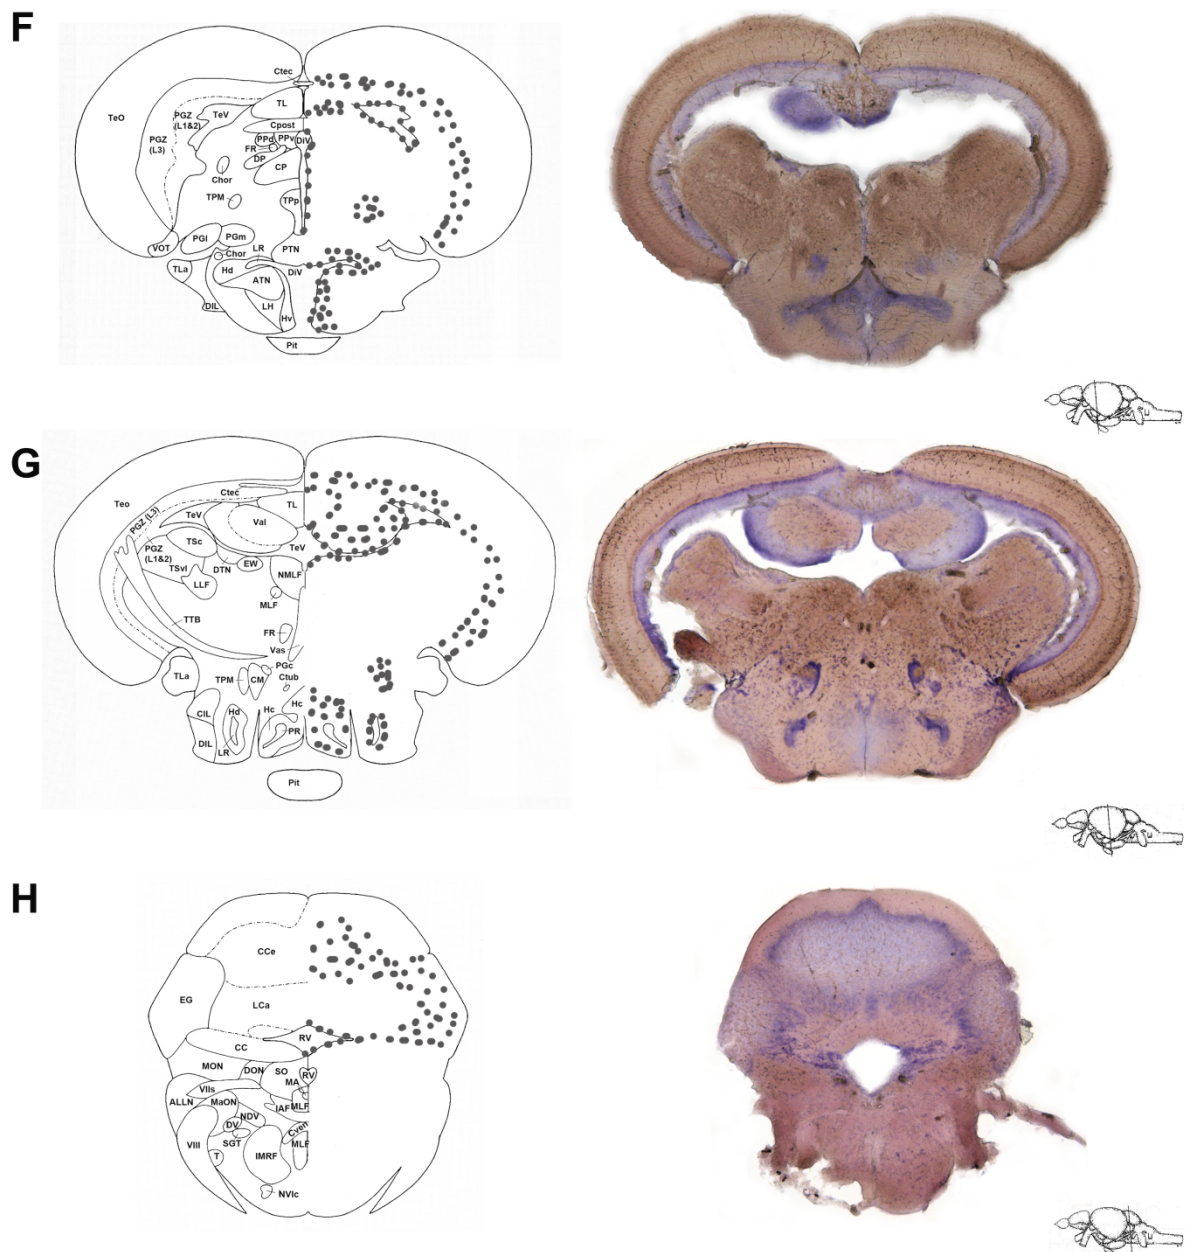 F
Ctec
TL
TeO
PGZ
(L1&2)
TeV
PGZ
(L3)
Cpost
PPd
PPv
DiV
FR
DP
CP
Chor
TPM
TPp
VOT
PGl
PGm
Chor
LR
PTN
TLa
Hd
ATN
DiV
DIL
LH
Hv
Pit
G
Teo
Ctec
TL
PGZ (L3)
TeV
Val
PGZ
(L1&2)
TSc
TeV
TSvl
DTN
EW
NMLF
LLF
MLF
TTB
FR
Vas
TLa
TPM
CM
PGc
Ctub
CIL
Hd
Hc
Hc
DIL
LR
PR
Pit
H
CCe
EG
LCa
RV
CC
MON
DON
SO
RV
MA
VIIs
ALLN
MaON
IAF
MLF
NDV
DV
Cven
VIII
SGT
MLF
T
IMRF
NVIc